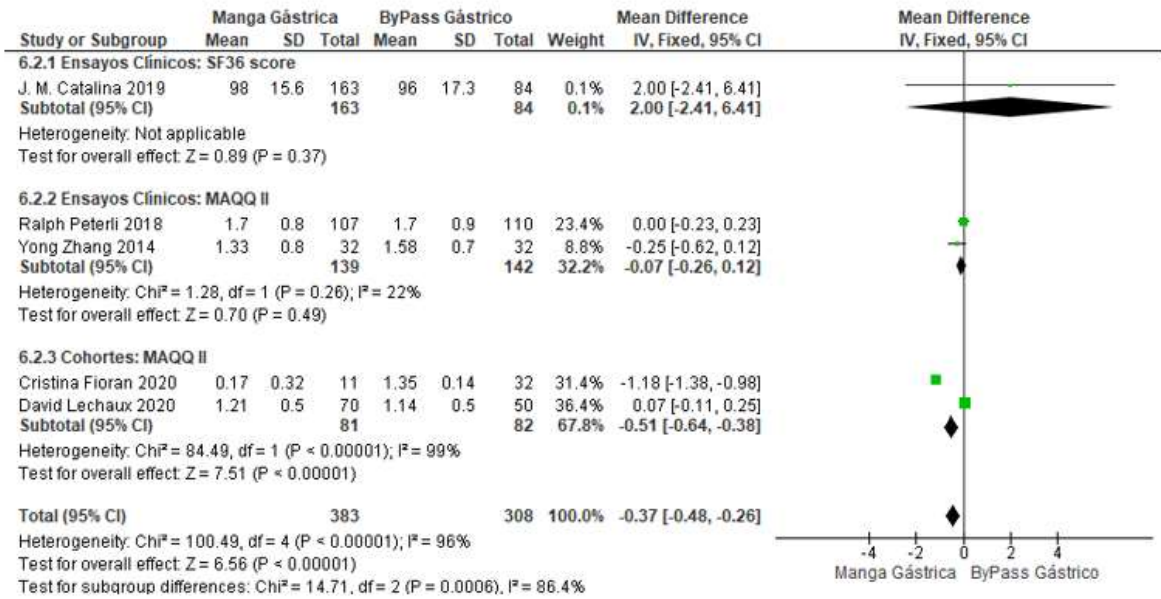 Manga Gástrica ByPass Gástrico Mean Difference Mean Difference
Study or Subgroup Mean SD Total Mean SD Total Weight IV, Fixed, 95% CI IV, Fixed, 95% CI
6.2.1 Ensayos Clínicos: SF36 score
J. M. Catalina 2019 98 15.6 163 96 17.3 84 0.1% 2.00 [-2.41, 6.41]
Subtotal (95% CI) 163 84 0.1% 2.00 [-2.41, 6.41]
Heterogeneity: Not applicable
Test for overall effect: Z = 0.89 (P = 0.37)
6.2.2 Ensayos Clínicos: MAQQ II
Ralph Peterli 2018 1.7 0.8 107 1.7 0.9 110 23.4% 0.00 [-0.23, 0.23]
Yong Zhang 2014 1.33 0.8 32 1.58 0.7 32 8.8% -0.25 [-0.62, 0.12]
Subtotal (95% CI) 139 142 32.2% -0.07 [-0.26, 0.12]
Heterogeneity: Chi² = 1.28, df = 1 (P = 0.26); I² = 22%
Test for overall effect: Z = 0.70 (P = 0.49)
6.2.3 Cohortes: MAQQ II
Cristina Fioran 2020 0.17 0.32 11 1.35 0.14 32 31.4% -1.18 [-1.38, -0.98]
David Lechaux 2020 1.21 0.5 70 1.14 0.5 50 36.4% 0.07 [-0.11, 0.25]
Subtotal (95% CI) 81 82 67.8% -0.51 [-0.64, -0.38]
Heterogeneity: Chi² = 84.49, df = 1 (P < 0.00001); I² = 99%
Test for overall effect: Z = 7.51 (P < 0.00001)
Total (95% CI) 383 308 100.0% -0.37 [-0.48, -0.26]
Heterogeneity: Chi² = 100.49, df = 4 (P < 0.00001); I² = 96%
Test for overall effect: Z = 6.56 (P < 0.00001)
Test for subgroup differences: Chi² = 14.71, df = 2 (P = 0.0006), I² = 86.4%
-4 -2 0 2 4
Manga Gástrica ByPass Gástrico